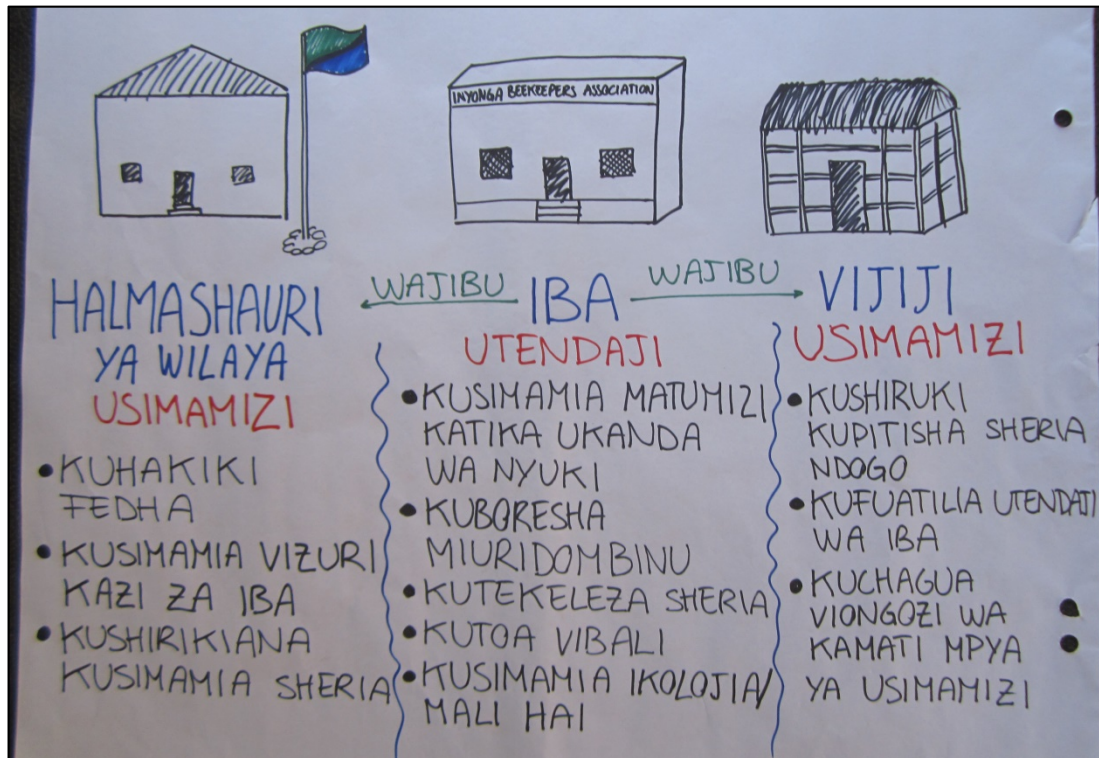 INYONGA BEEKEEPERS ASSOCIATION
HALMASHAURI
YA WILAYA
USIMAMIZI
• KUHAKIKI
FEDHA
• KUSIMAMIA VIZURI
KAZI ZA IBA
• KUSHIRIKIANA
KUSIMAMIA SHERIA
WAJIBU
IBA
WAJIBU
UTENDAJI
• KUSIMAMIA MATUMIZI
KATIKA UKANDA
WA NYUKI
• KUBORESHA
MIURIDOMBINU
• KUTEKELEZA SHERIA
• KUTOA VIBALI
• KUSIMAMIA IKOLOJIA/
MALI HAI
VIJIJI
USIMAMIZI
• KUSHIRUKI
KUPITISHA SHERIA
NDOGO
• KUFUATILIA UTENDAJI
WA IBA
• KUCHAGUA
VIONGOZI WA
KAMATI MPYA
YA USIMAMIZI